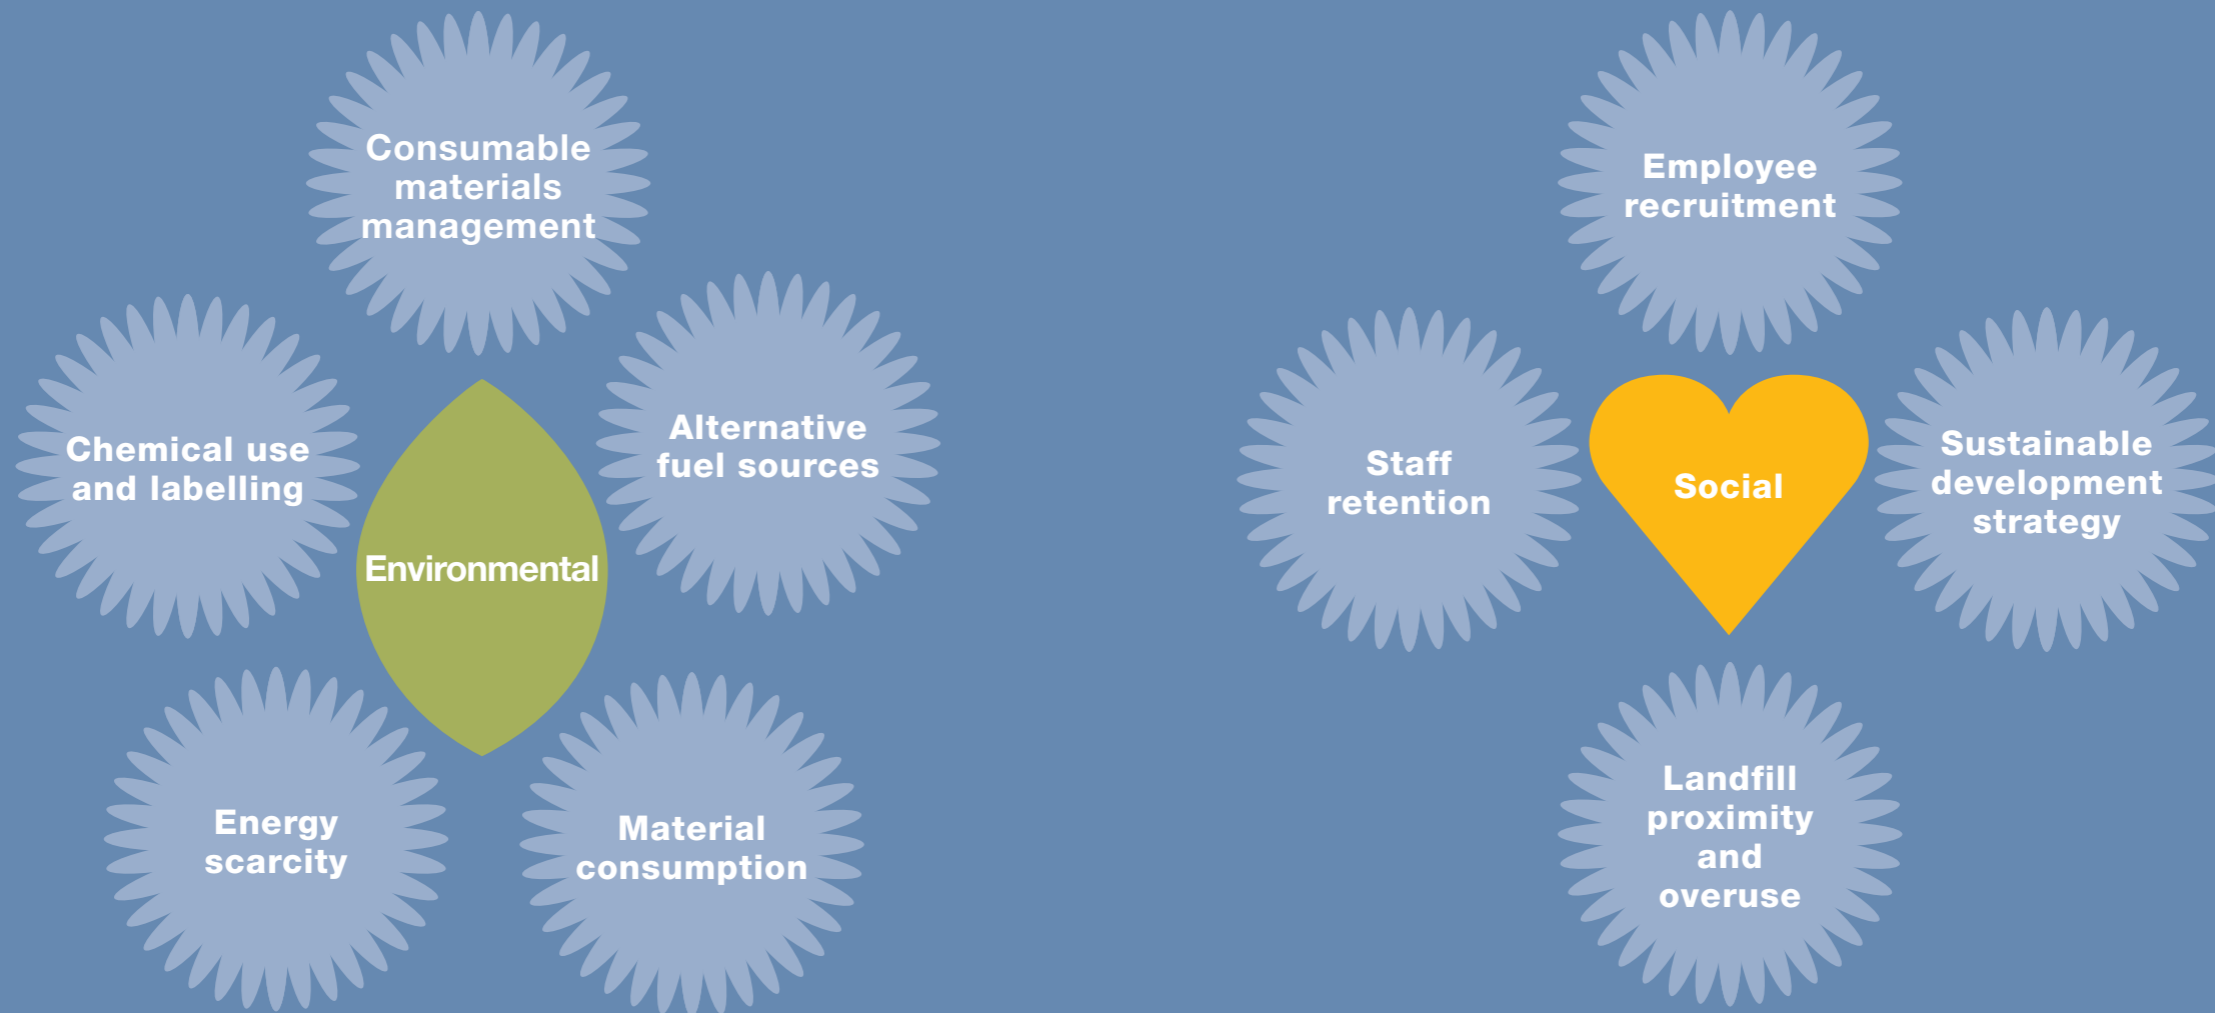 Consumable
materials
management
Chemical use
and labelling
Alternative
fuel sources
Environmental
Energy
scarcity
Material
consumption
Employee
recruitment
Staff
retention
Social
Sustainable
development
strategy
Landfill
proximity
and
overuse